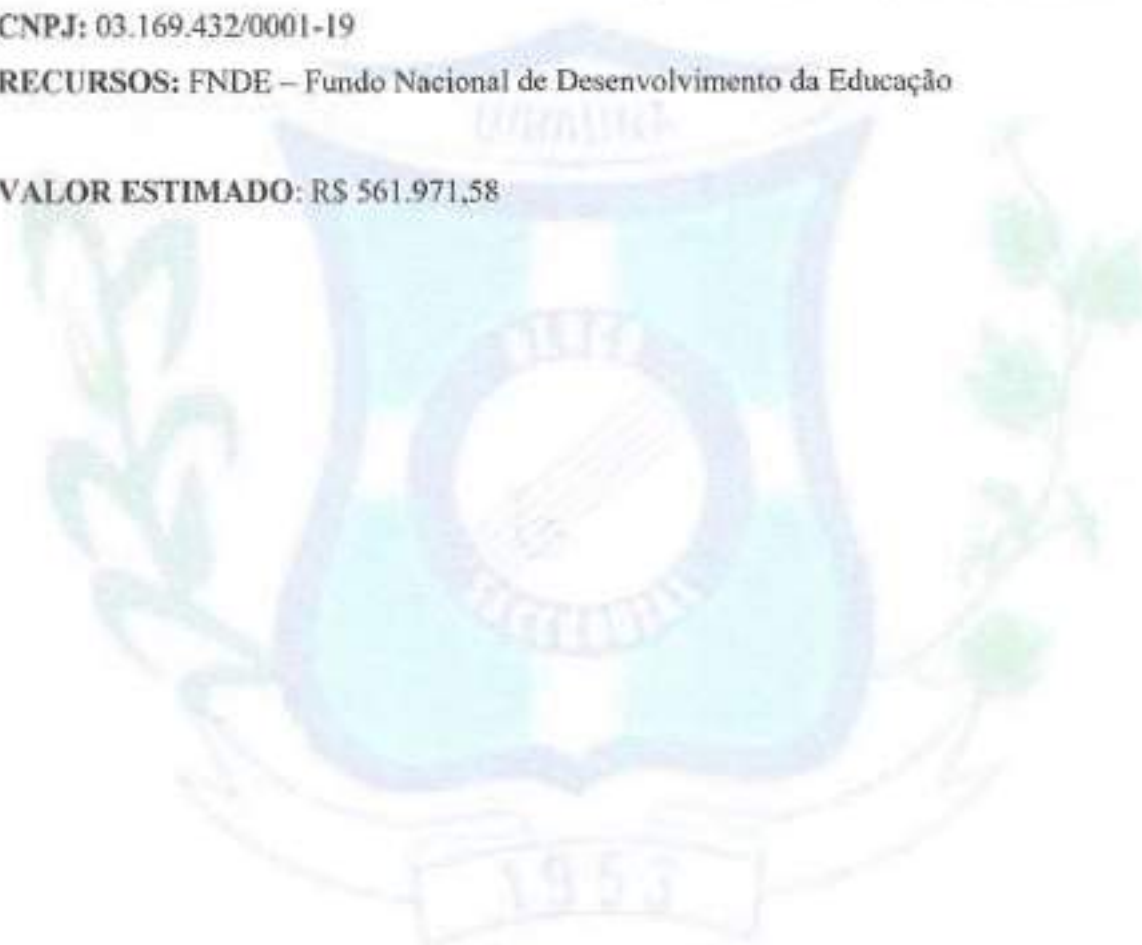 CNPJ: 03.169.432/0001-19
RECURSOS: FNDE – Fundo Nacional de Desenvolvimento da Educação
VALOR ESTIMADO: R$ 561.971,58
1953